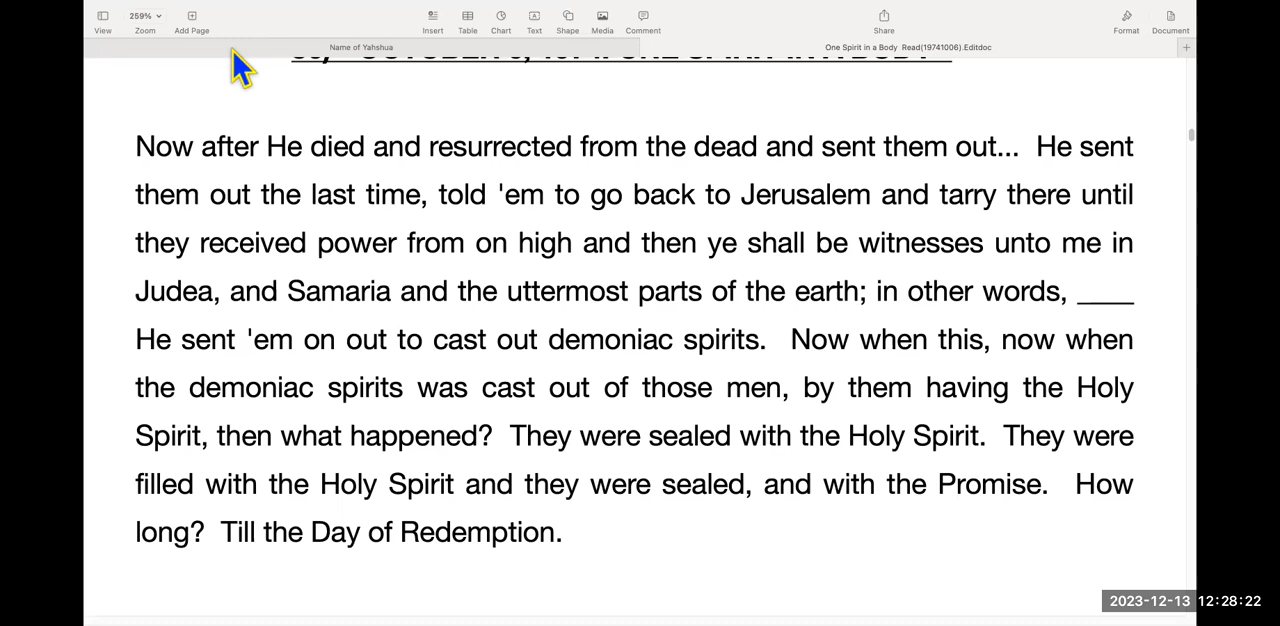 259%
View Zoom Add Page Insert Table Chart Text Shape Media Comment Share Format Document
Name of Yahshua One Spirit in a Body Read(19741006).Editdoc
Now after He died and resurrected from the dead and sent them out... He sent
them out the last time, told 'em to go back to Jerusalem and tarry there until
they received power from on high and then ye shall be witnesses unto me in
Judea, and Samaria and the uttermost parts of the earth; in other words, ____
He sent 'em on out to cast out demoniac spirits. Now when this, now when
the demoniac spirits was cast out of those men, by them having the Holy
Spirit, then what happened? They were sealed with the Holy Spirit. They were
filled with the Holy Spirit and they were sealed, and with the Promise. How
long? Till the Day of Redemption.
2023-12-13 12:28:22